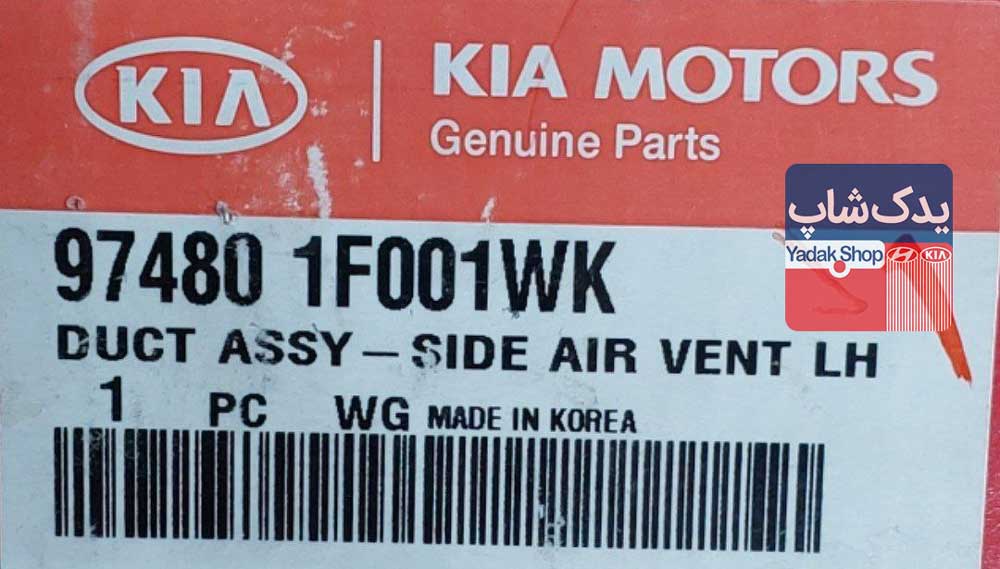 KIA
KIA MOTORS
Genuine Parts
یدک‌شاپ
Yadak Shop
KIA
97480 1F001WK
DUCT ASSY – SIDE AIR VENT LH
1 PC WG MADE IN KOREA